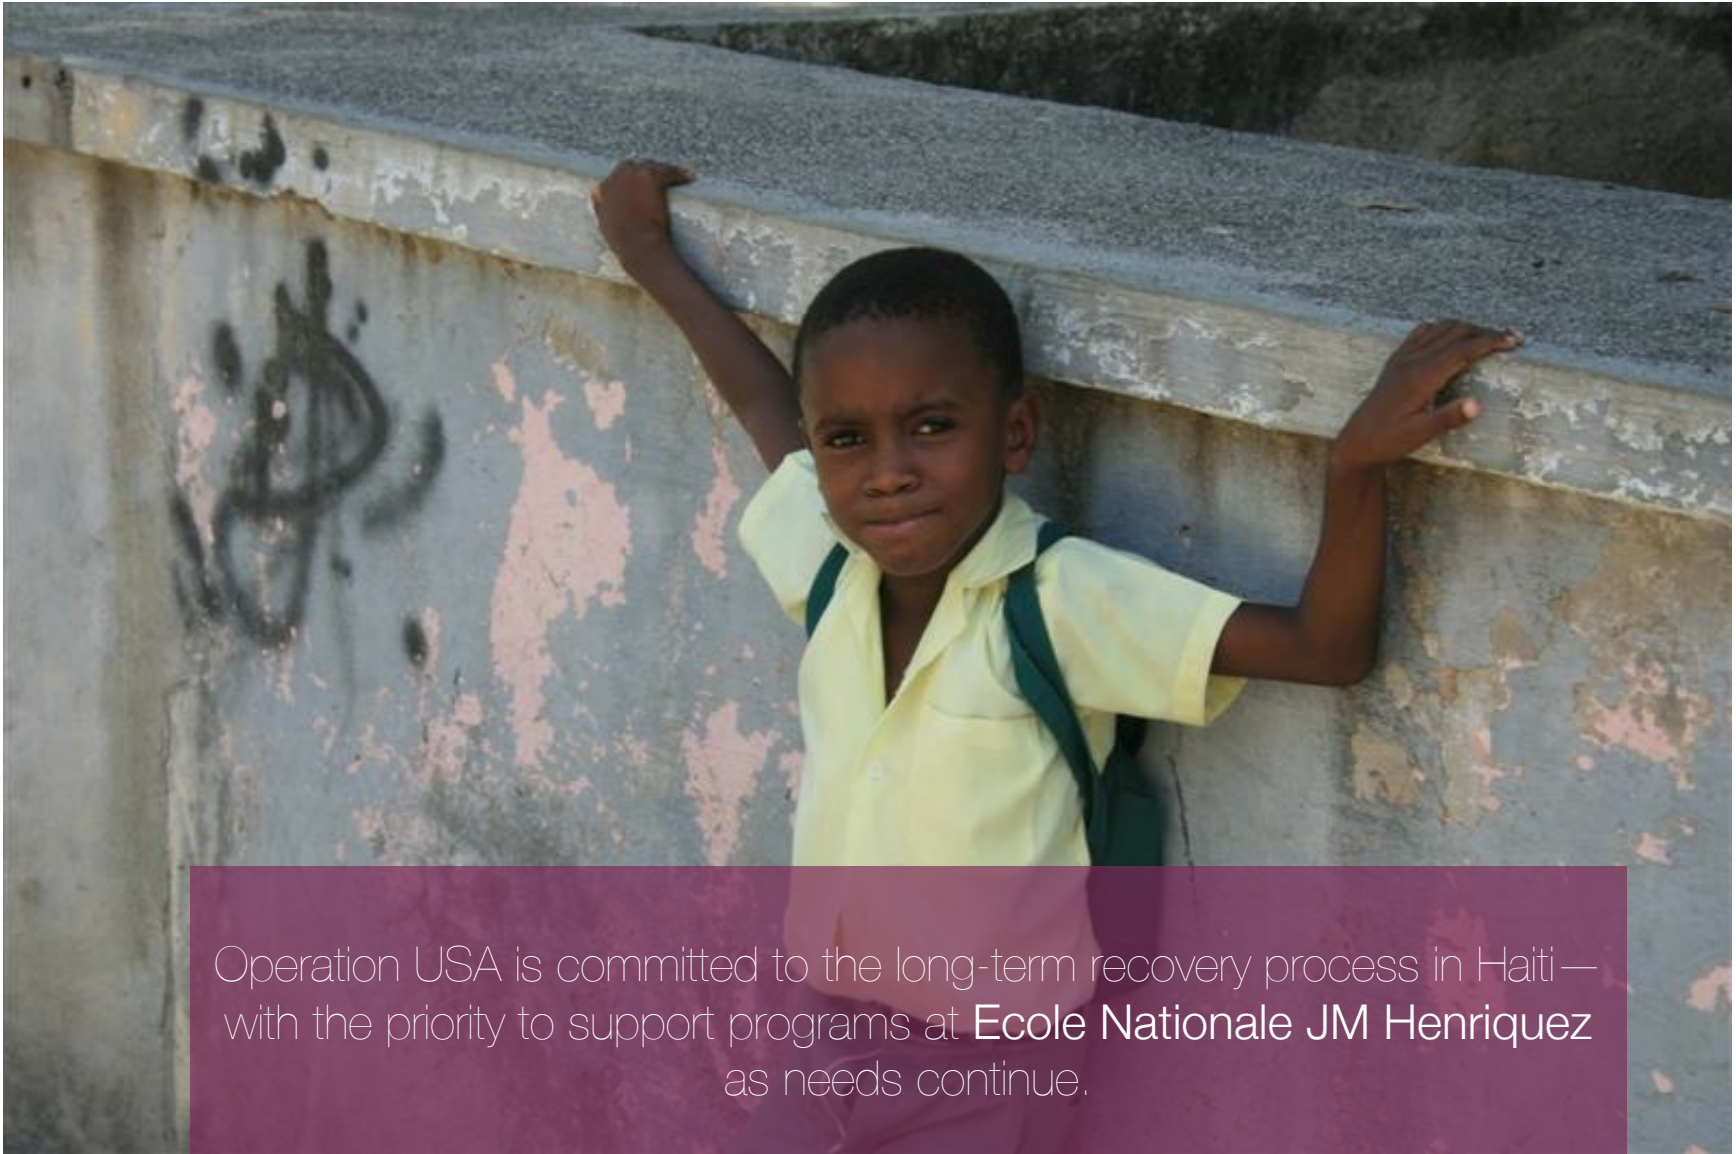 Operation USA is committed to the long-term recovery process in Haiti—
with the priority to support programs at Ecole Nationale JM Henriquez
as needs continue.